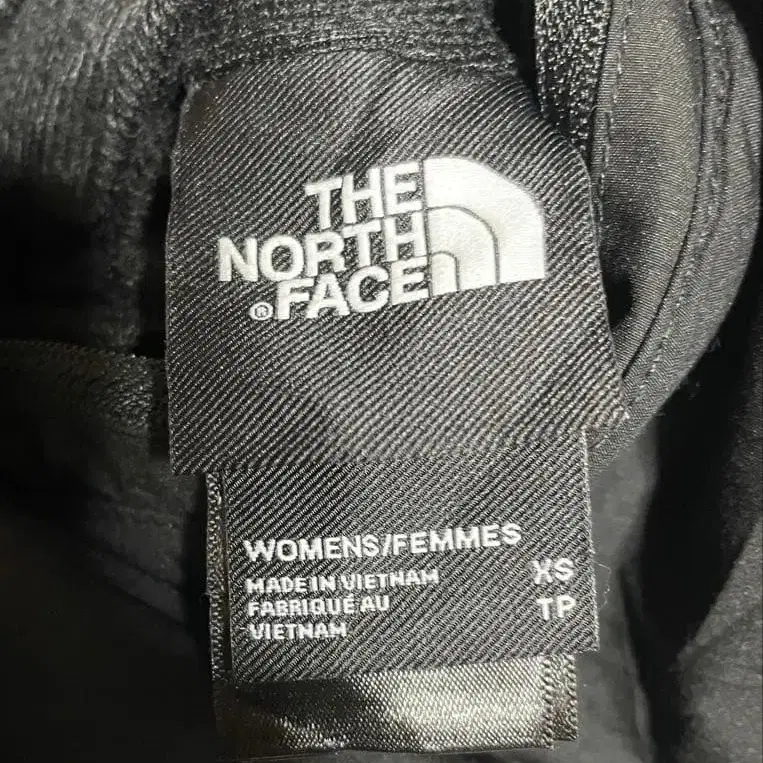 THE
NORTH
® FACE
WOMENS/FEMMES
MADE IN VIETNAM XS
FABRIQUÉ AU TP
VIETNAM